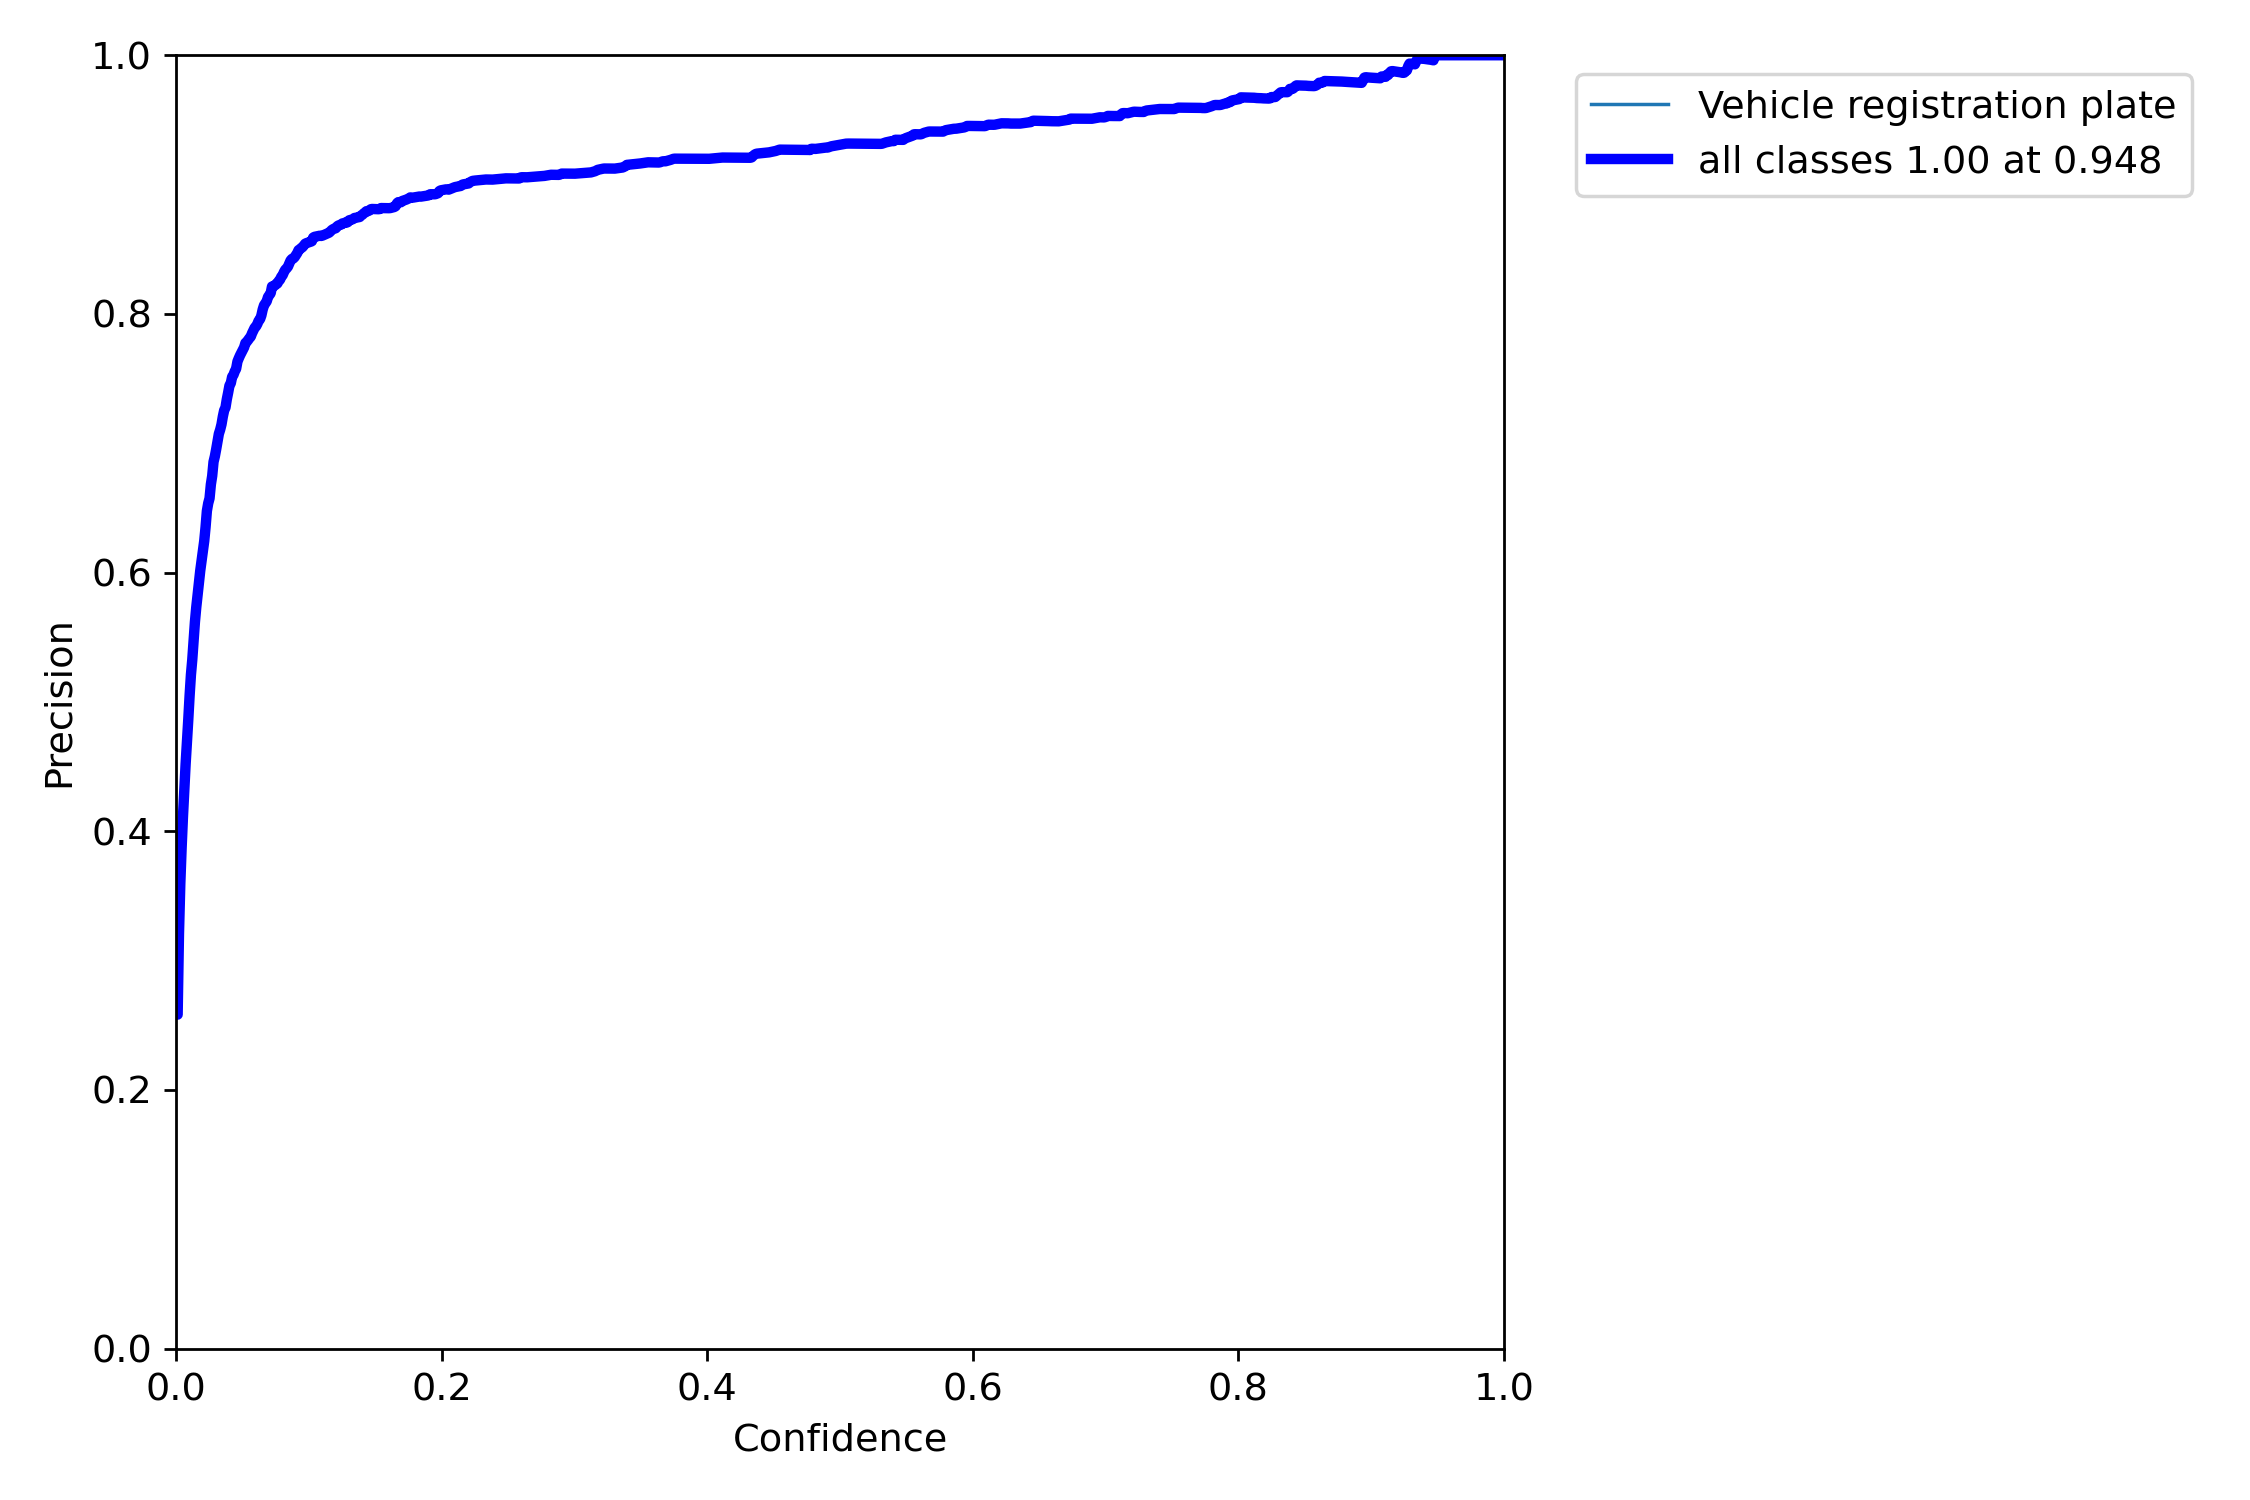 1.0
0.8
0.6
0.4
0.2
0.0
Precision
0.0 0.2 0.4 0.6 0.8 1.0
Confidence
Vehicle registration plate
all classes 1.00 at 0.948